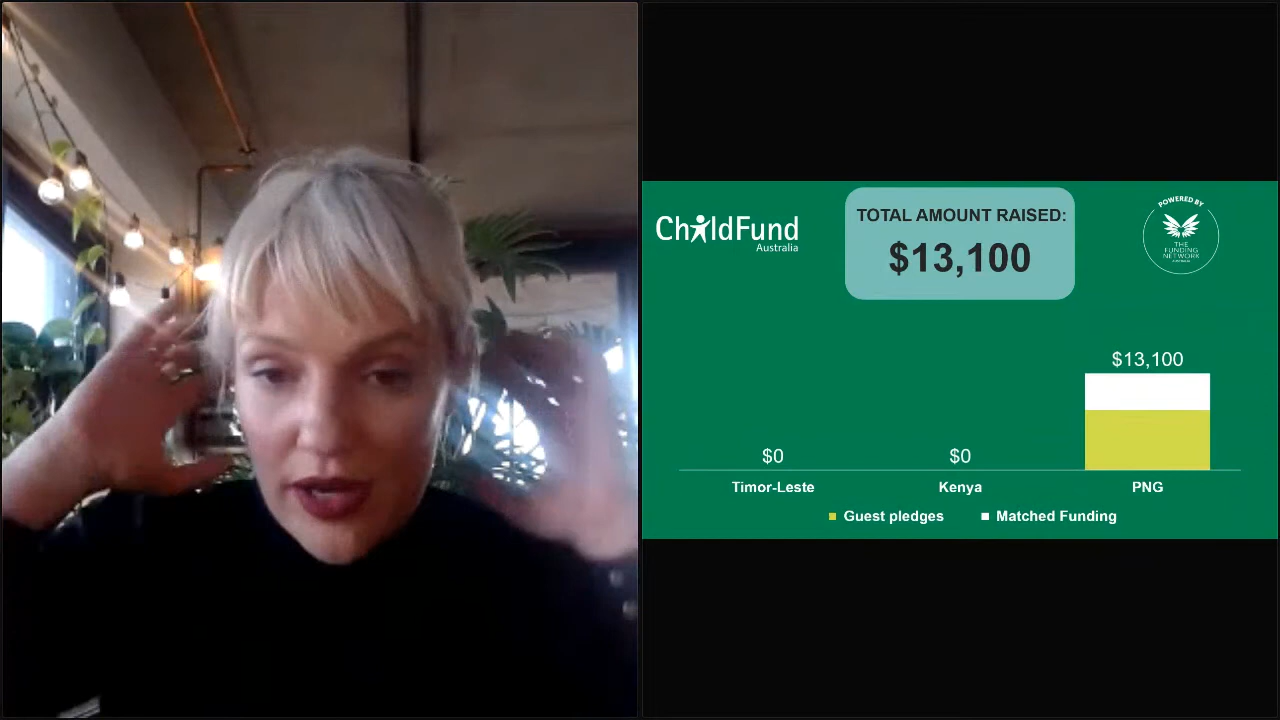 ChildFund
Australia
TOTAL AMOUNT RAISED:
$13,100
POWERED BY
THE
FUNDING
NETWORK
AUSTRALIA
$13,100
$0
$0
Timor-Leste
Kenya
PNG
Guest pledges
Matched Funding